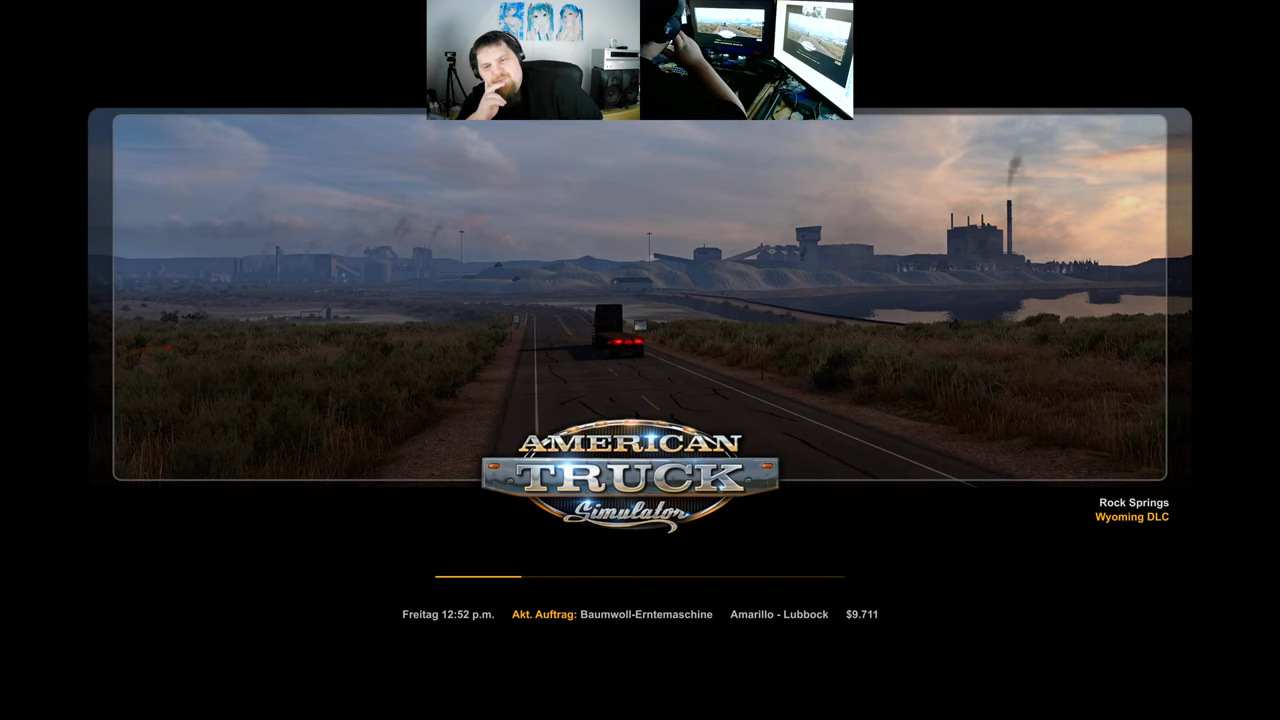 AMERICAN
TRUCK
Simulator
Rock Springs
Wyoming DLC
Freitag 12:52 p.m. Akt. Auftrag: Baumwoll-Erntemaschine Amarillo - Lubbock $9.711